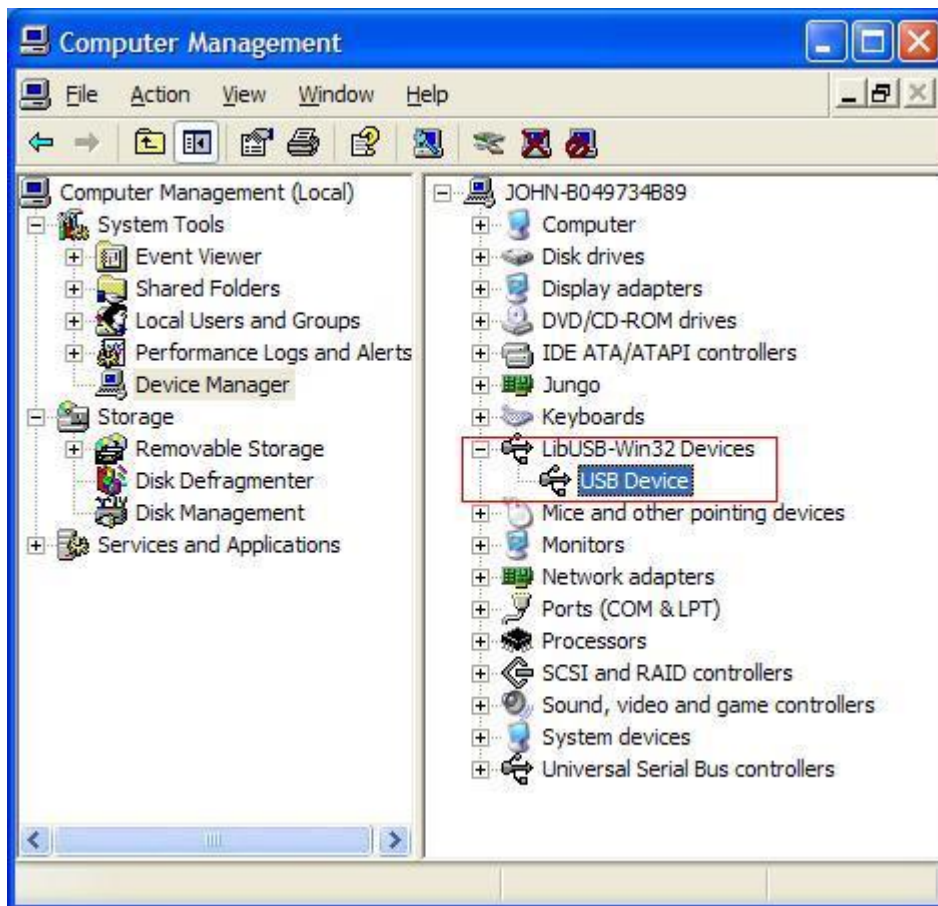 Computer Management
File Action View Window Help
Computer Management (Local)
System Tools
Event Viewer
Shared Folders
Local Users and Groups
Performance Logs and Alerts
Device Manager
Storage
Removable Storage
Disk Defragmenter
Disk Management
Services and Applications
JOHN-B049734B89
Computer
Disk drives
Display adapters
DVD/CD-ROM drives
IDE ATA/ATAPI controllers
Jungo
Keyboards
LibUSB-Win32 Devices
USB Device
Mice and other pointing devices
Monitors
Network adapters
Ports (COM & LPT)
Processors
SCSI and RAID controllers
Sound, video and game controllers
System devices
Universal Serial Bus controllers